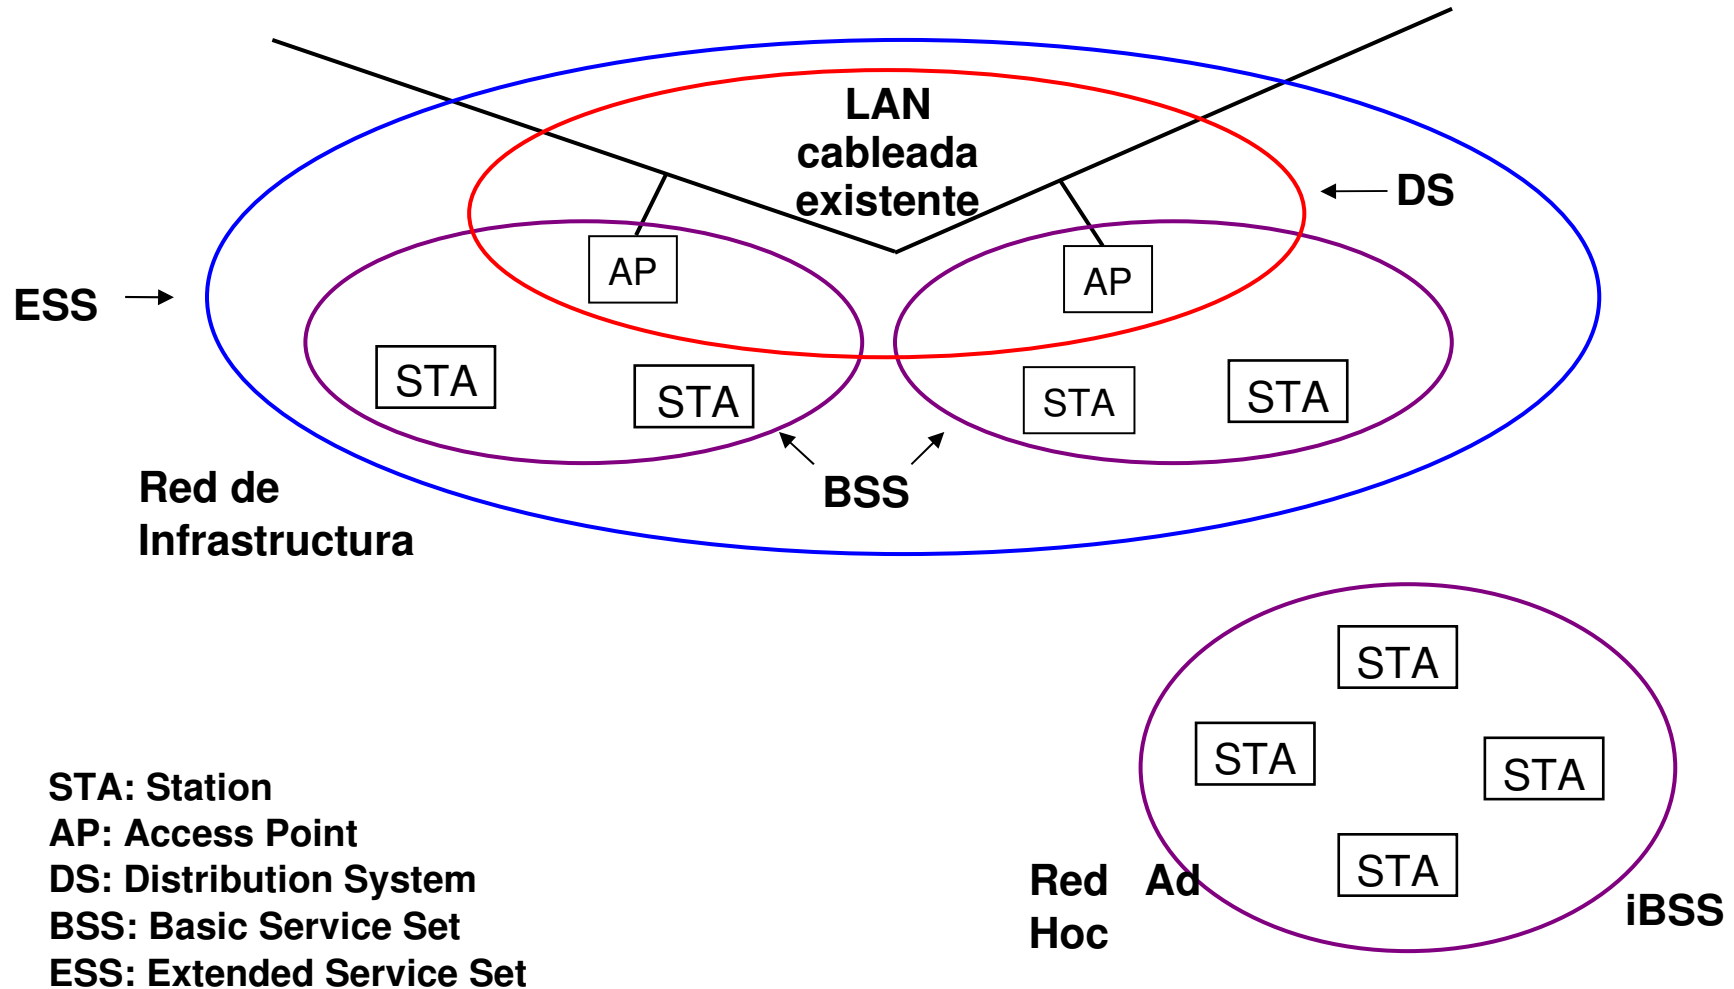 LAN
cableada
existente
DS
AP
AP
ESS
STA
STA
STA
STA
BSS
Red de
Infrastructura
STA
STA
STA
STA
Red Ad
Hoc
iBSS
STA: Station
AP: Access Point
DS: Distribution System
BSS: Basic Service Set
ESS: Extended Service Set